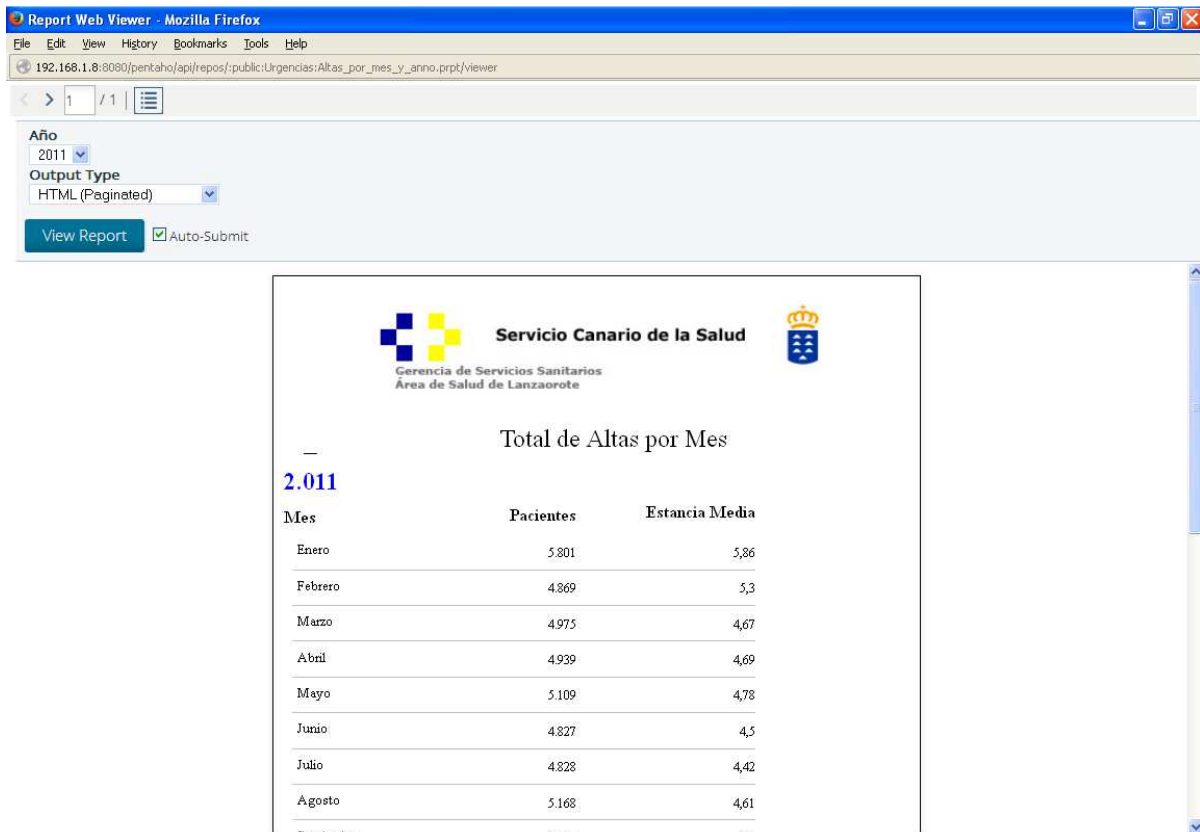 Report Web Viewer - Mozilla Firefox
File Edit View History Bookmarks Tools Help
192.168.1.8:8080/pentaho/api/repos/:public:Urgencias:Altas_por_mes_y_anno.prpt/viewer
1 / 1
Año
2011
Output Type
HTML (Paginated)
View Report Auto-Submit
Servicio Canario de la Salud
Gerencia de Servicios Sanitarios
Área de Salud de Lanzaorote
Total de Altas por Mes
2.011
Mes Pacientes Estancia Media
Enero 5.801 5,86
Febrero 4.869 5,3
Marzo 4.975 4,67
Abril 4.939 4,69
Mayo 5.109 4,78
Junio 4.827 4,5
Julio 4.828 4,42
Agosto 5.168 4,61